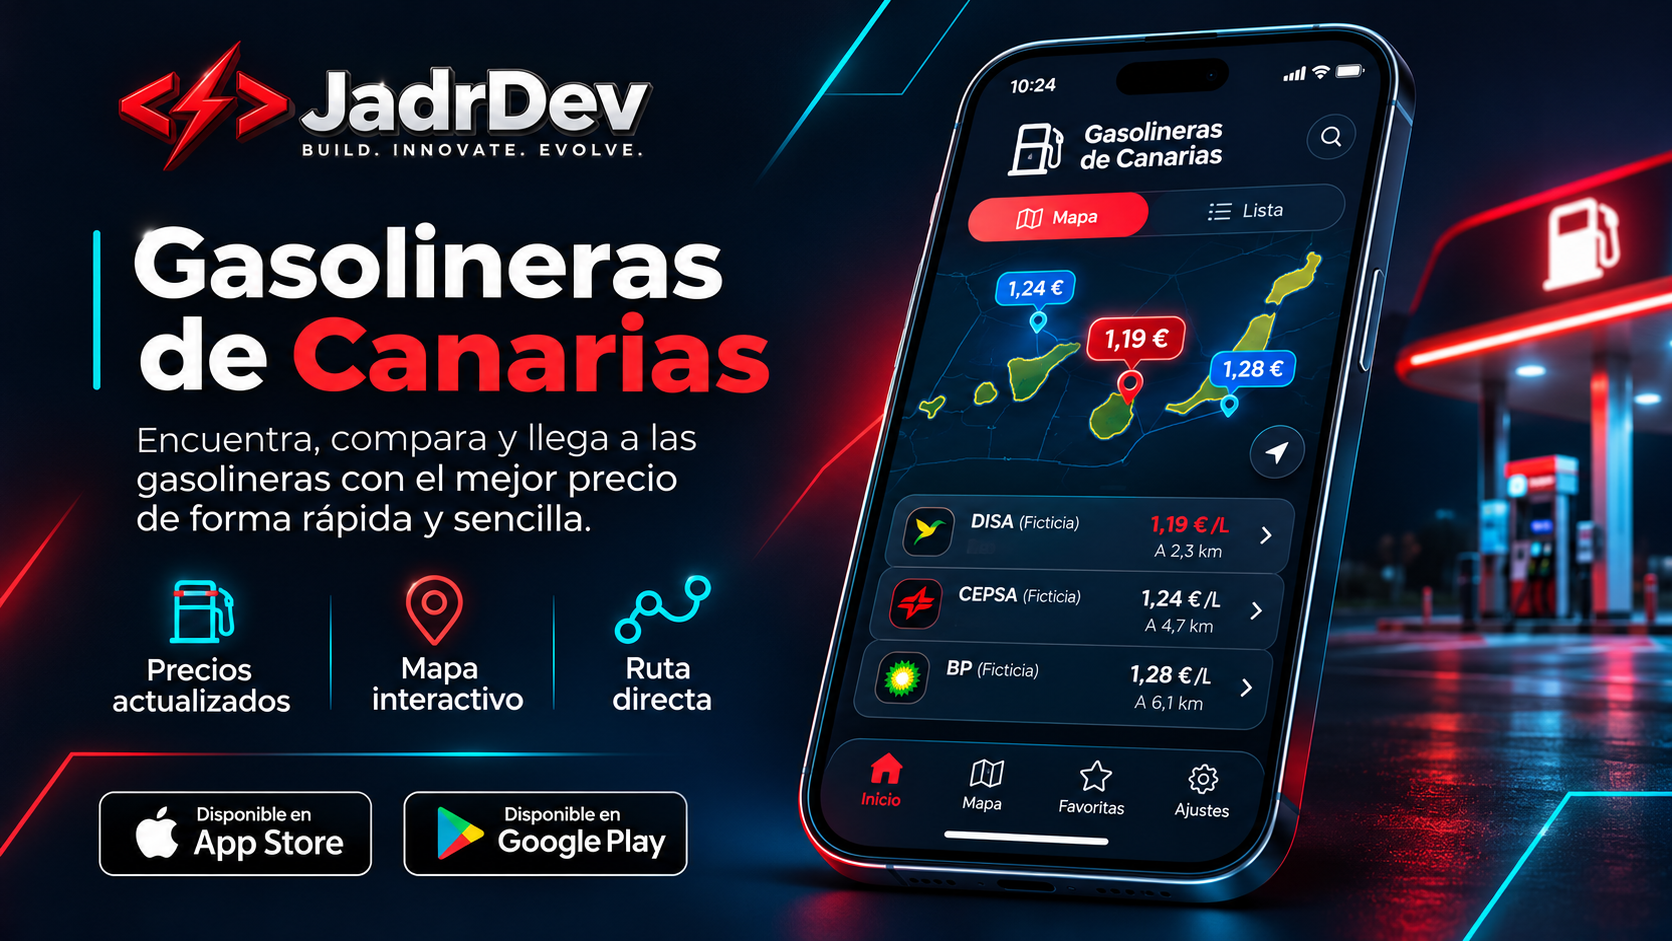 JadrDev
BUILD. INNOVATE. EVOLVE.
Gasolineras
de Canarias
Encuentra, compara y llega a las
gasolineras con el mejor precio
de forma rápida y sencilla.
Precios
actualizados
Mapa
interactivo
Ruta
directa
Disponible en
App Store
Disponible en
Google Play
10:24
Gasolineras
de Canarias
Mapa
Lista
1,24 €
1,19 €
1,28 €
DISA (Ficticia)
1,19 €/L
A 2,3 km
CEPSA (Ficticia)
1,24 €/L
A 4,7 km
BP (Ficticia)
1,28 €/L
A 6,1 km
Inicio
Mapa
Favoritas
Ajustes